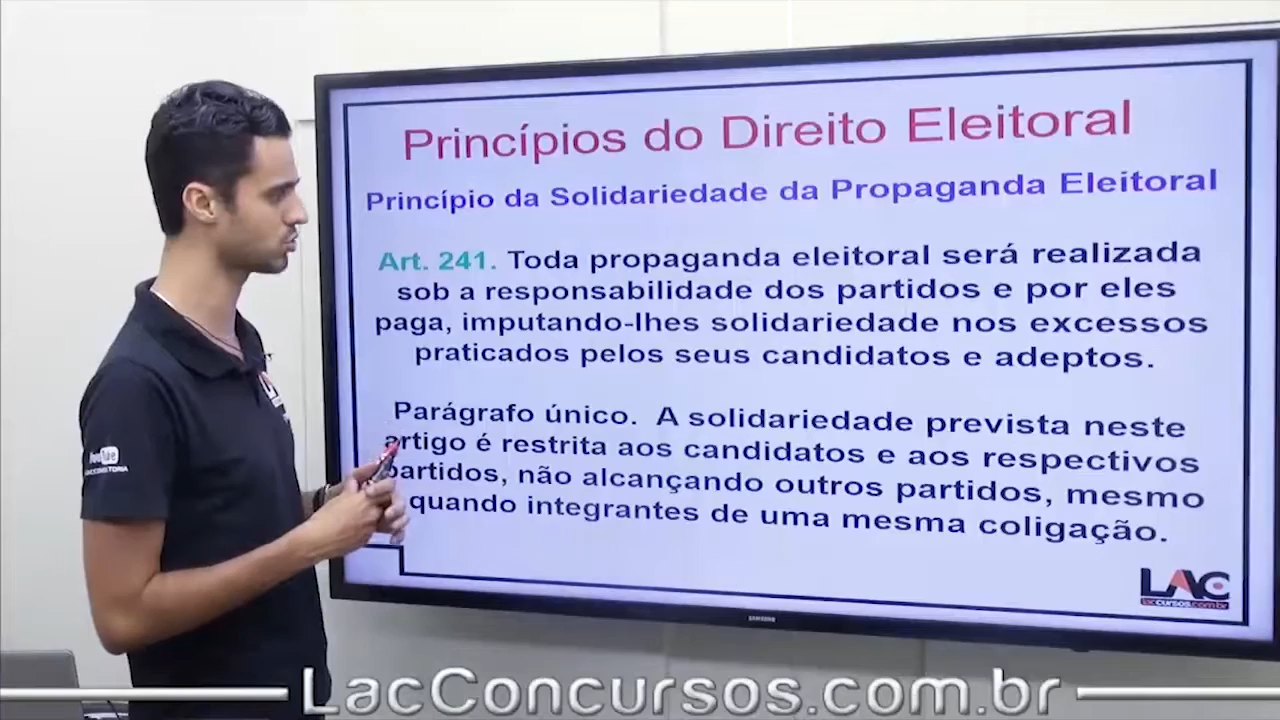 Princípios do Direito Eleitoral
Princípio da Solidariedade da Propaganda Eleitoral
Art. 241. Toda propaganda eleitoral será realizada
sob a responsabilidade dos partidos e por eles
paga, imputando-lhes solidariedade nos excessos
praticados pelos seus candidatos e adeptos.
Parágrafo único. A solidariedade prevista neste
artigo é restrita aos candidatos e aos respectivos
partidos, não alcançando outros partidos, mesmo
quando integrantes de uma mesma coligação.
LAC
laccursos.com.br
SAMSUNG
YouTube
LacConcursos.com.br